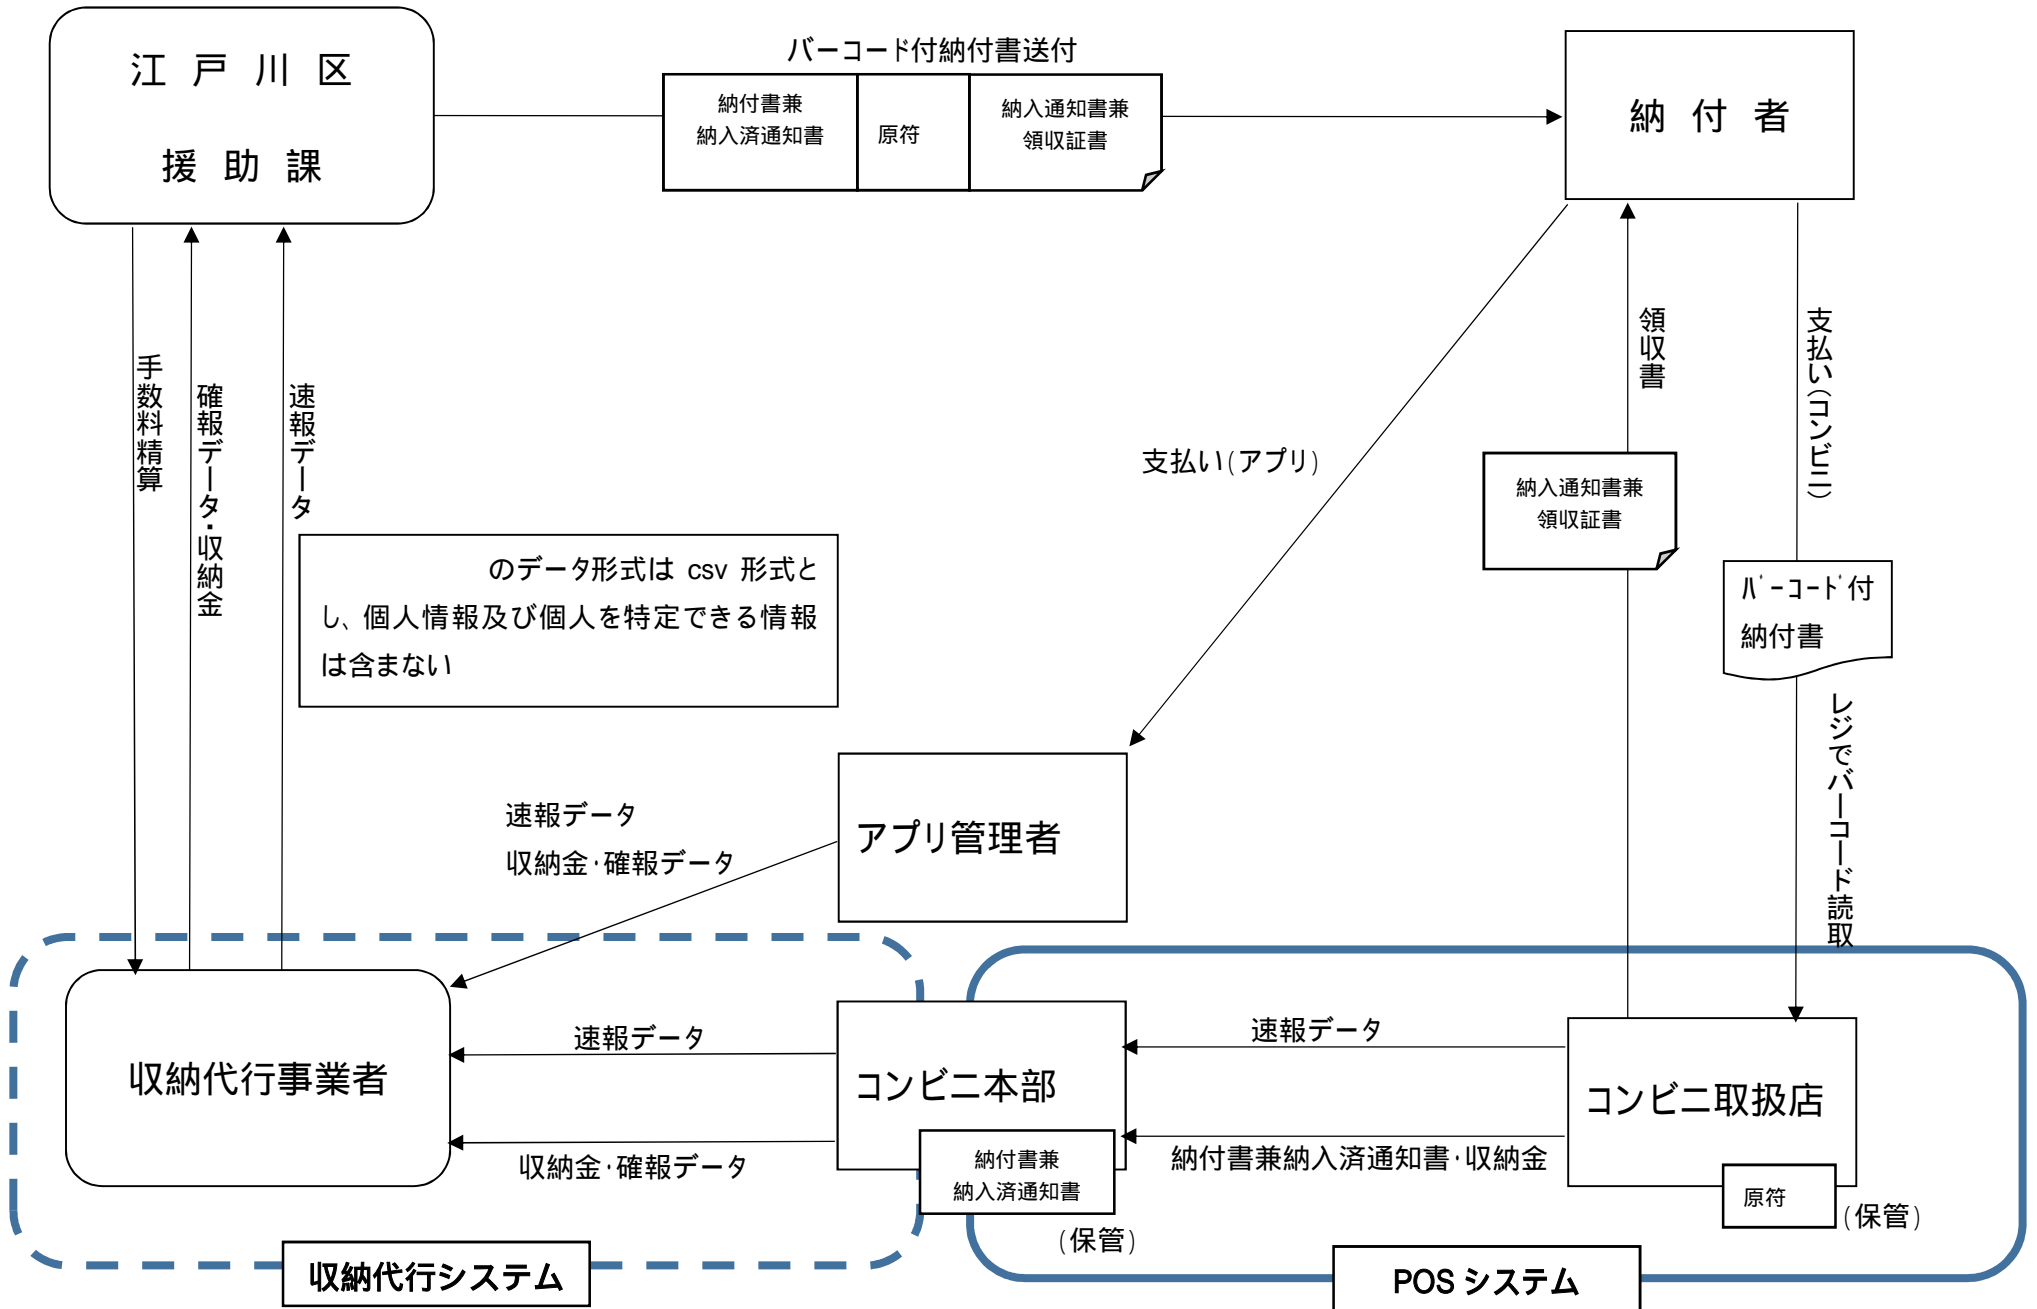 江戸川区
援助課
バーコード付納付書送付
納付書兼
納入済通知書
原符
納入通知書兼
領収証書
納付者
手数料精算
確報データ・収納金
速報データ
領収書
支払い(コンビニ)
支払い(アプリ)
納入通知書兼
領収証書
のデータ形式は csv 形式と
し、個人情報及び個人を特定できる情報
は含まない
ﾊﾞｰｺｰﾄﾞ付
納付書
レジでバーコード読取
アプリ管理者
速報データ
収納金・確報データ
収納代行事業者
速報データ
収納金・確報データ
コンビニ本部
納付書兼
納入済通知書
(保管)
速報データ
納付書兼納入済通知書・収納金
コンビニ取扱店
原符
(保管)
収納代行システム
POS システム